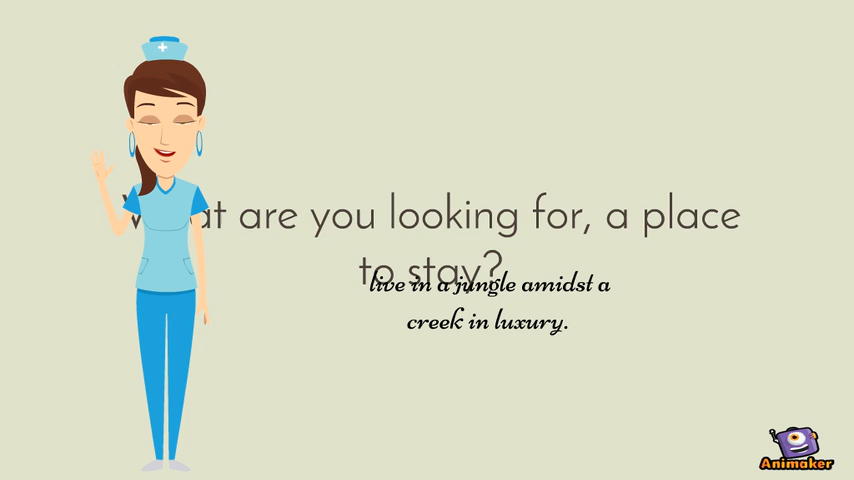 What are you looking for, a place
to stay?
live in a jungle amidst a
creek in luxury.
Animaker